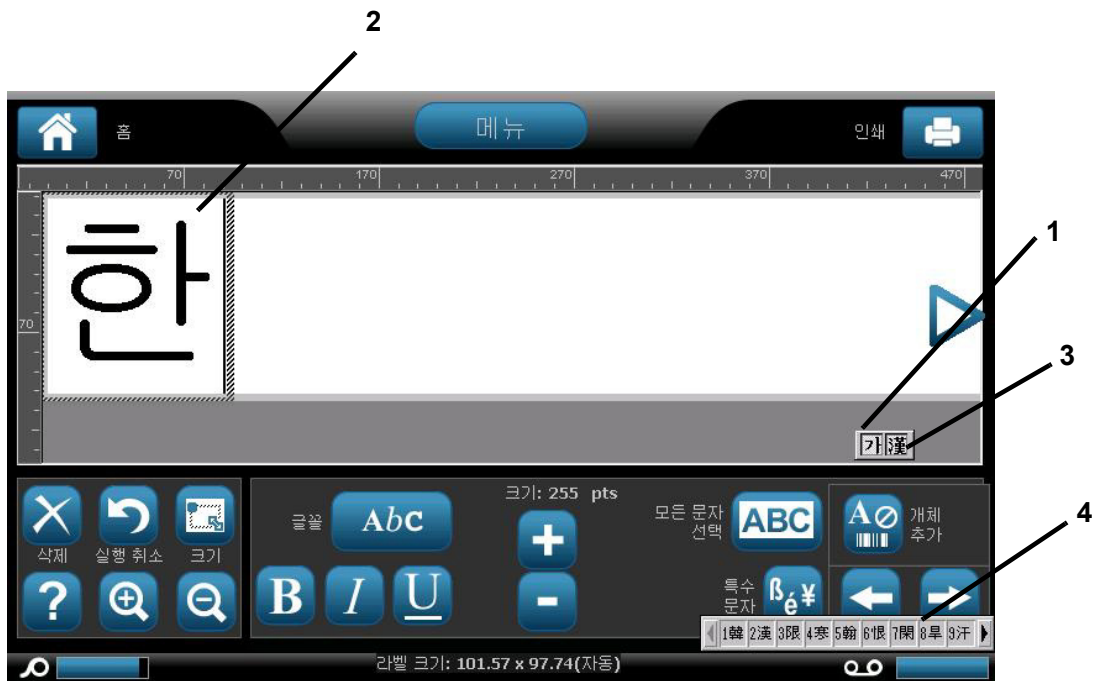 2
홈
메뉴
인쇄
70 170 270 370 470
1
한
70
3
가 漢
크기: 255 pts
4
글꼴
AbC
모든 문자
선택
ABC
A
개체
추가
삭제
실행 취소
크기
?
B I U
특수
문자
ß é ¥
1韓 2漢 3限 4寒 5翰 6恨 7閑 8旱 9汗
라벨 크기: 101.57 x 97.74(자동)